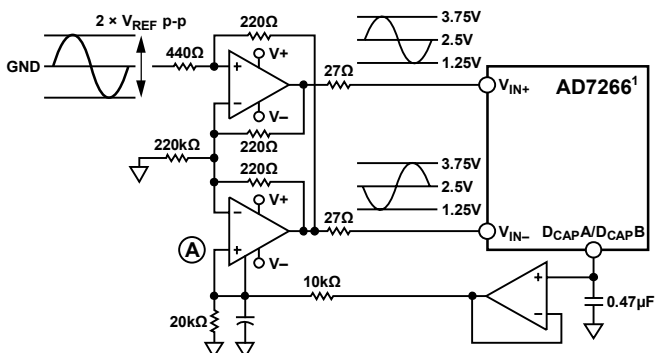 2 × VREF p-p
GND
440Ω
220Ω
V+
+
−
V−
27Ω
3.75V
2.5V
1.25V
AD7266¹
VIN+
220kΩ
220Ω
220Ω
V+
−
+
V−
A
27Ω
3.75V
2.5V
1.25V
VIN–
DCAPA/DCAPB
10kΩ
20kΩ
+
−
0.47µF